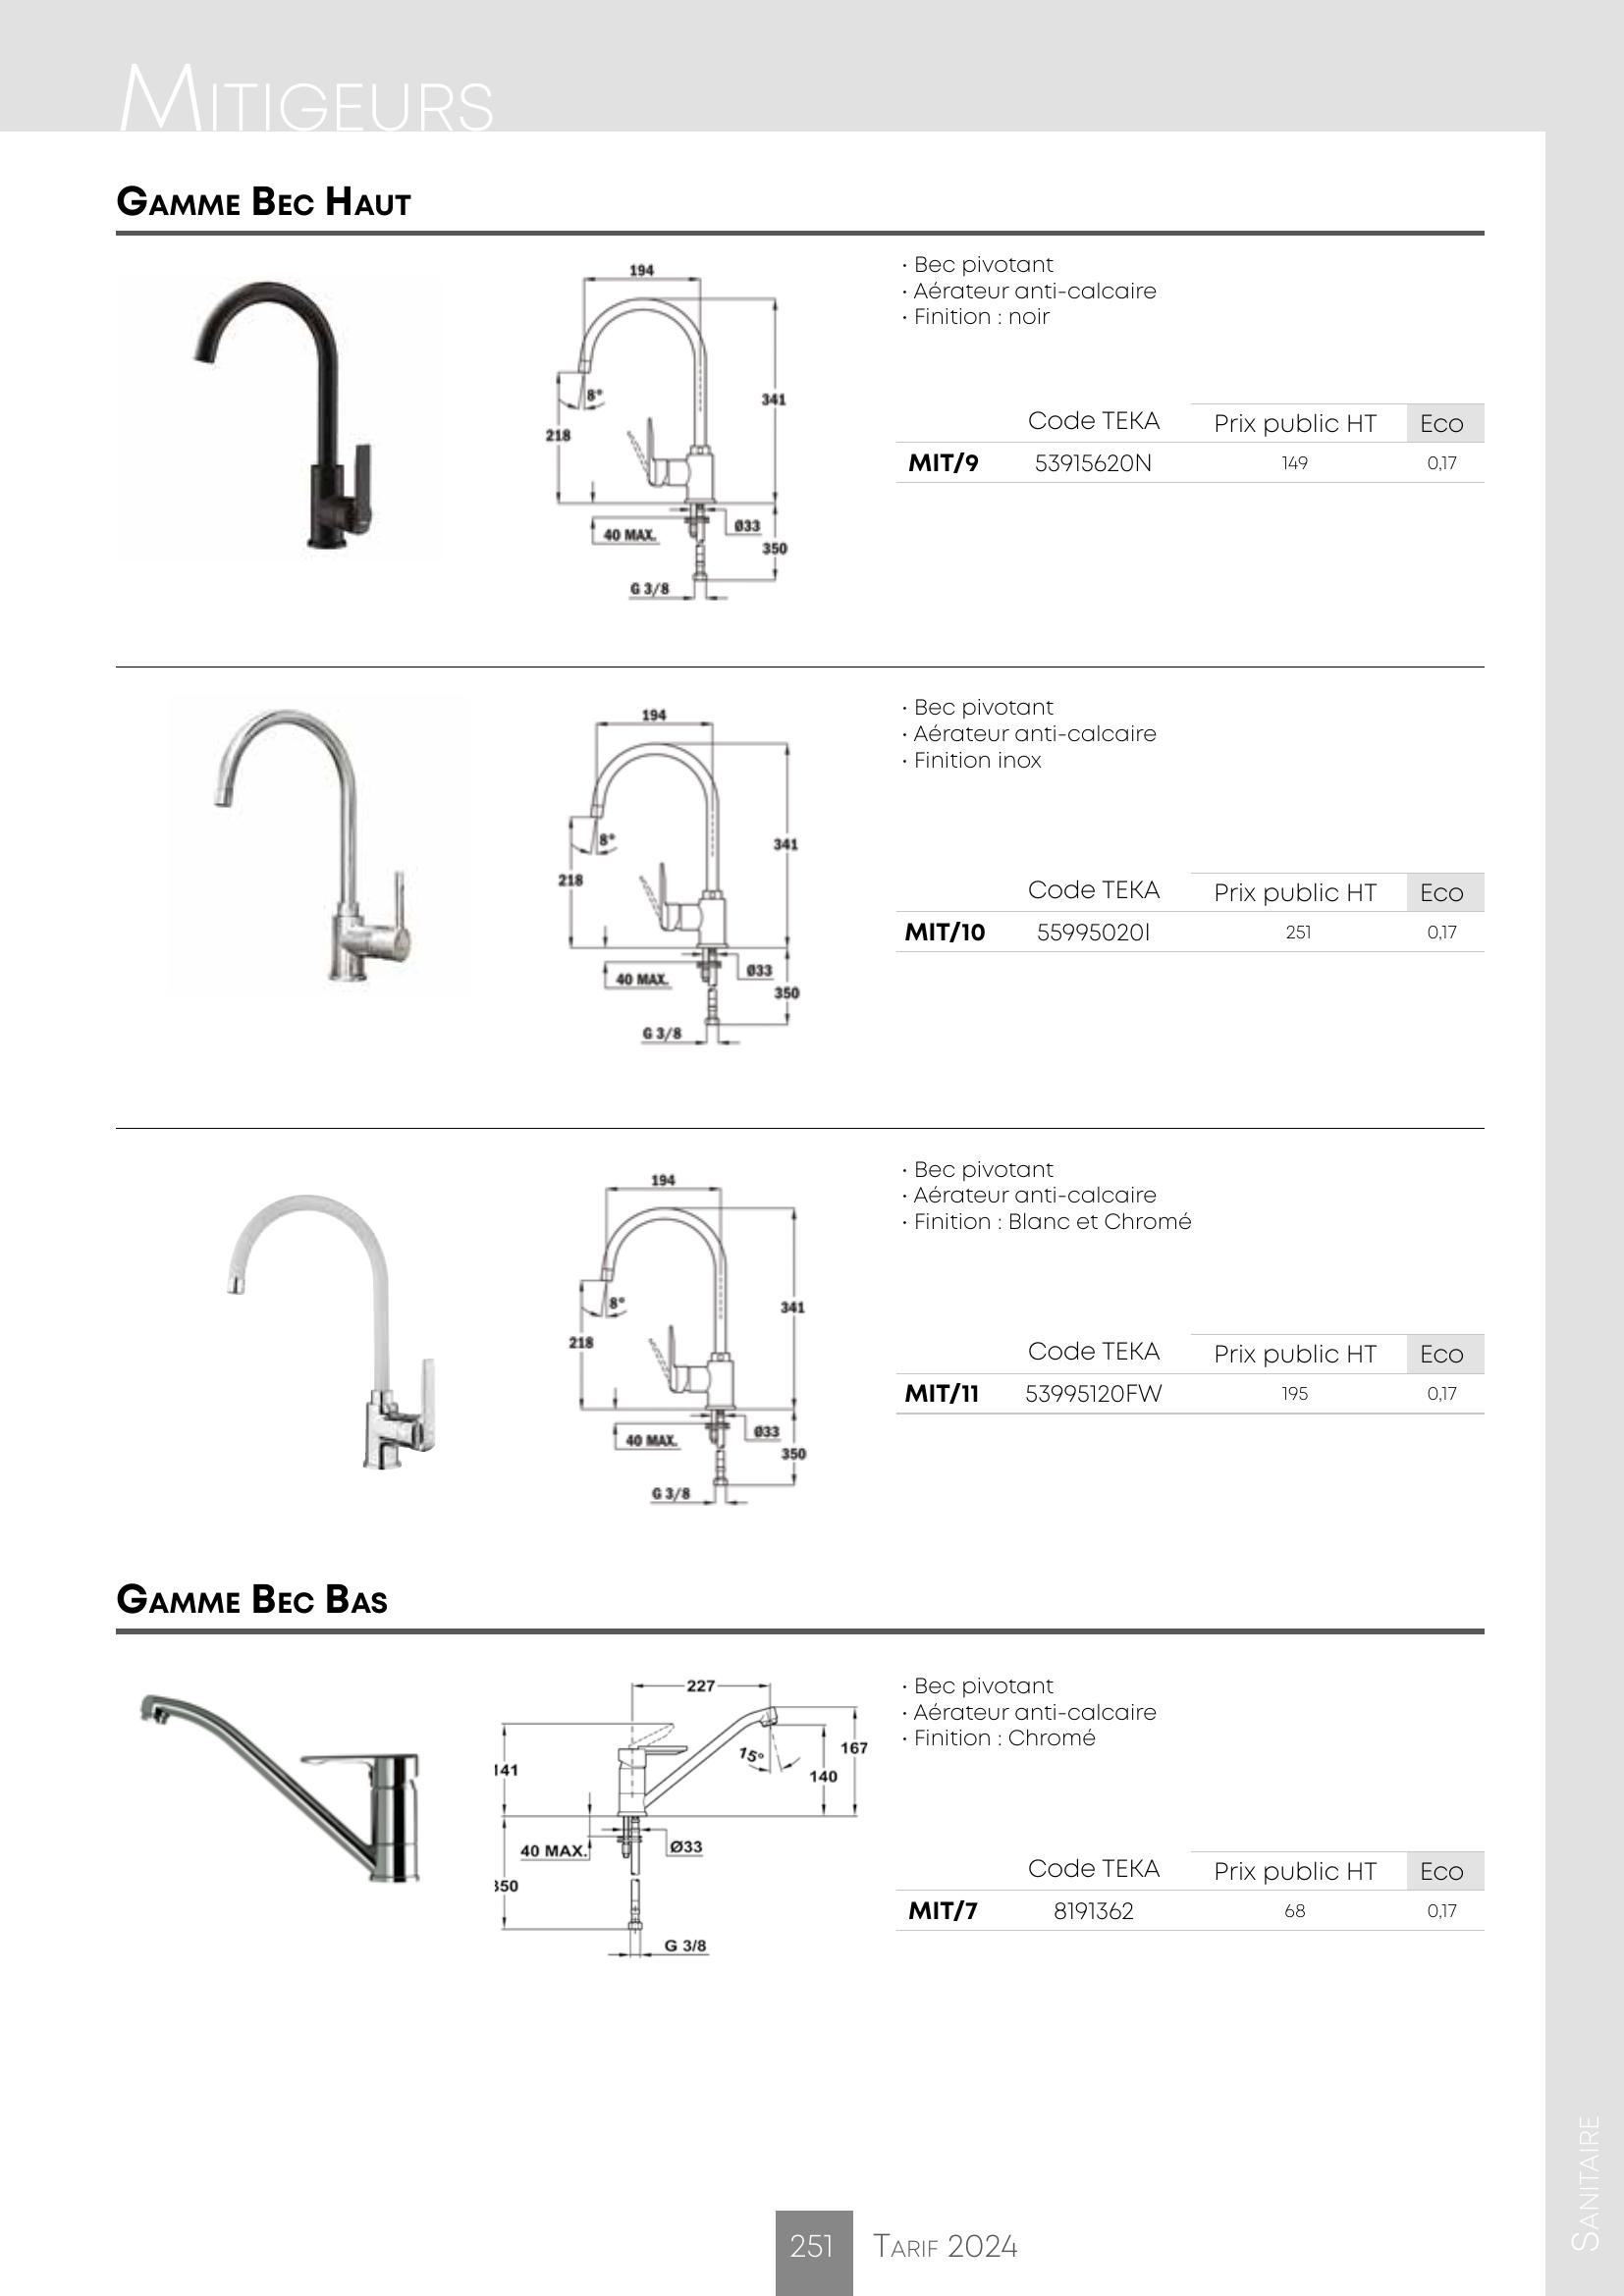 Mitigeurs
Gamme Bec Haut
194
8°
341
218
40 MAX.
Ø33
350
G 3/8
· Bec pivotant
· Aérateur anti-calcaire
· Finition : noir
Code TEKA Prix public HT Eco
MIT/9 53915620N 149 0,17
194
8°
341
218
40 MAX.
Ø33
350
G 3/8
· Bec pivotant
· Aérateur anti-calcaire
· Finition inox
Code TEKA Prix public HT Eco
MIT/10 55995020I 251 0,17
194
8°
341
218
40 MAX.
Ø33
350
G 3/8
· Bec pivotant
· Aérateur anti-calcaire
· Finition : Blanc et Chromé
Code TEKA Prix public HT Eco
MIT/11 53995120FW 195 0,17
Gamme Bec Bas
227
15°
167
141
140
40 MAX.
Ø33
350
G 3/8
· Bec pivotant
· Aérateur anti-calcaire
· Finition : Chromé
Code TEKA Prix public HT Eco
MIT/7 8191362 68 0,17
Sanitaire
251 Tarif 2024